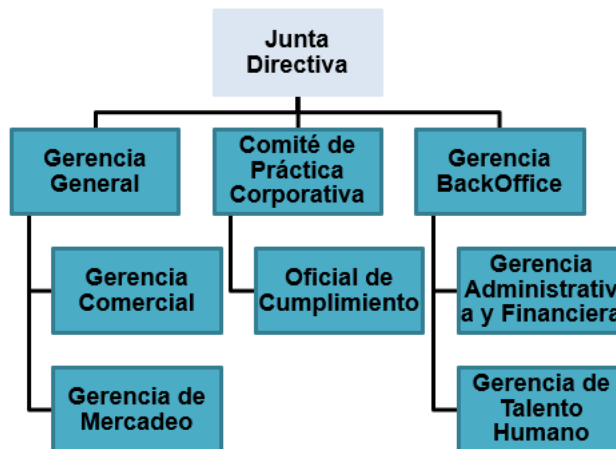 Junta
Directiva
Gerencia
General
Comité de
Práctica
Corporativa
Gerencia
BackOffice
Gerencia
Comercial
Oficial de
Cumplimiento
Gerencia
Administrativ
a y Financiera
Gerencia de
Mercadeo
Gerencia de
Talento
Humano